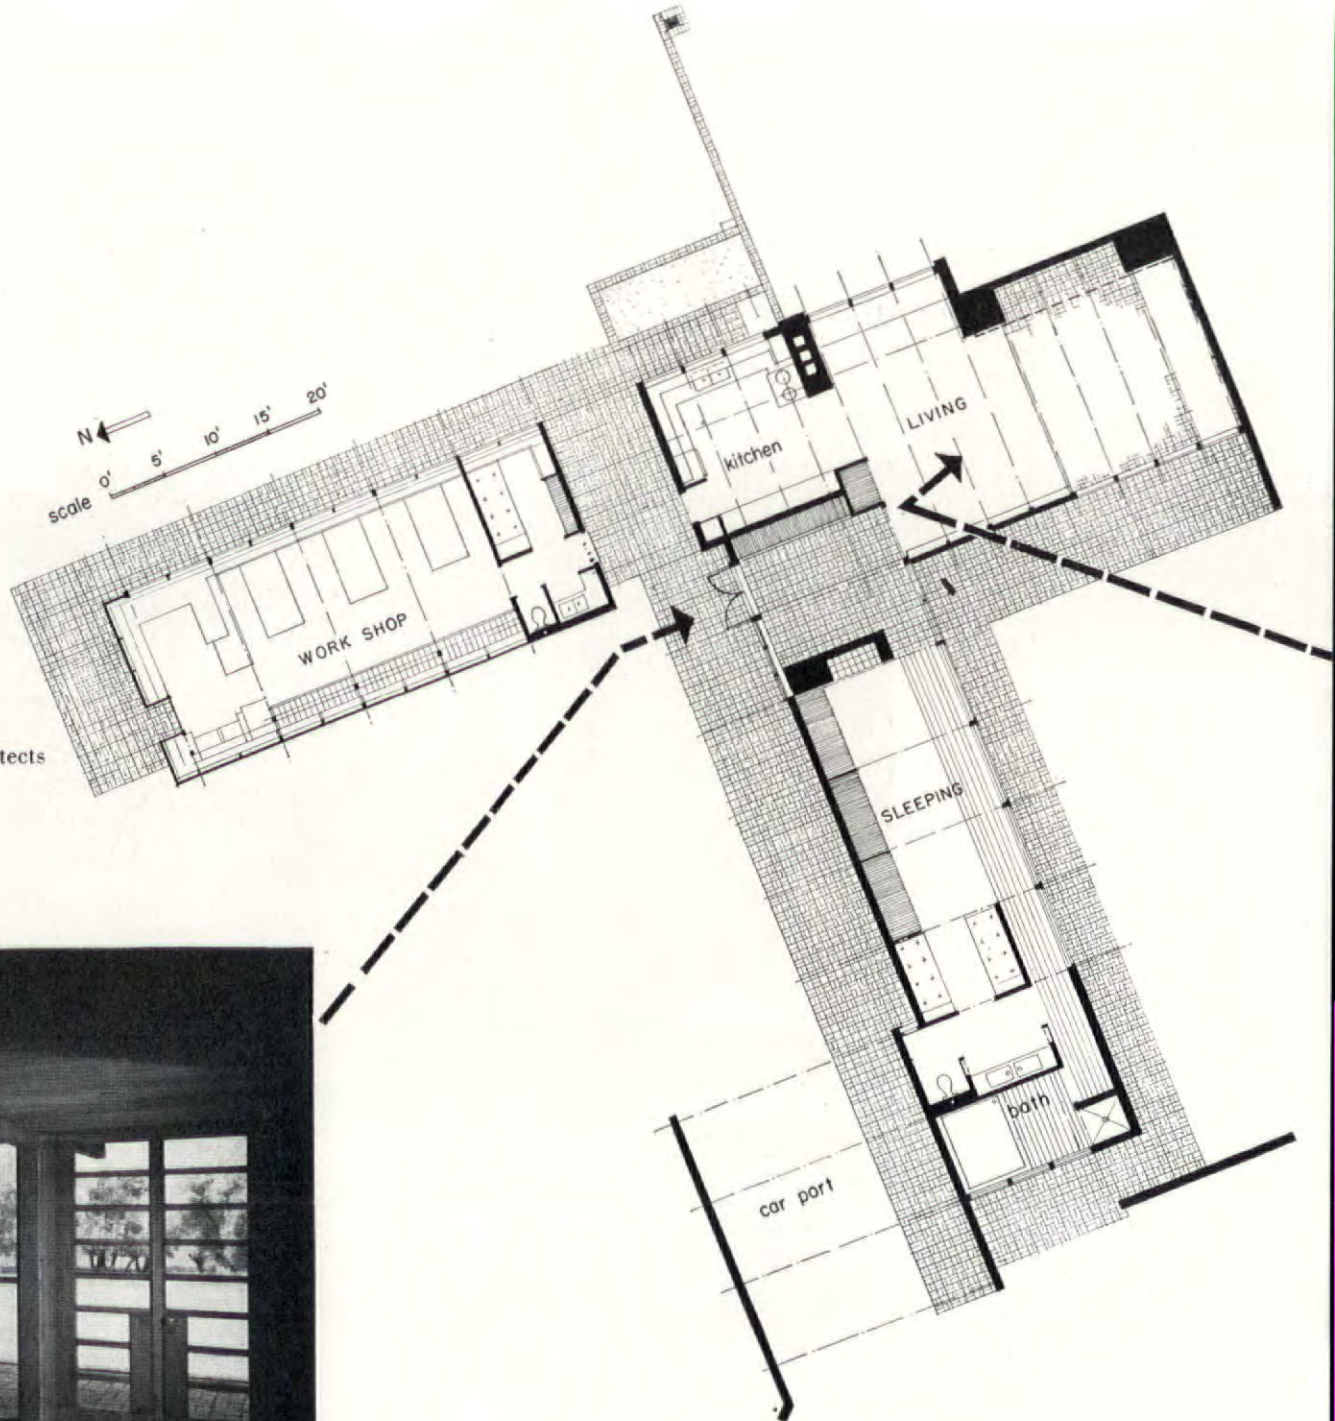 N
scale 0' 5' 10' 15' 20'
kitchen
LIVING
WORK SHOP
tects
SLEEPING
bath
car port